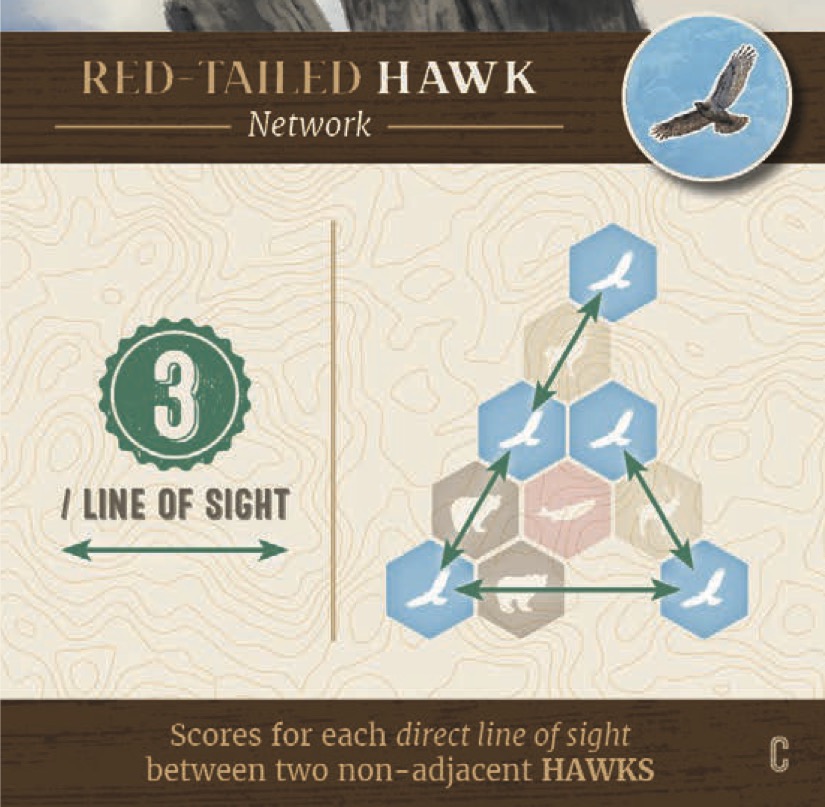 RED-TAILED HAWK
Network
3
/ LINE OF SIGHT
Scores for each direct line of sight
between two non-adjacent HAWKS
C